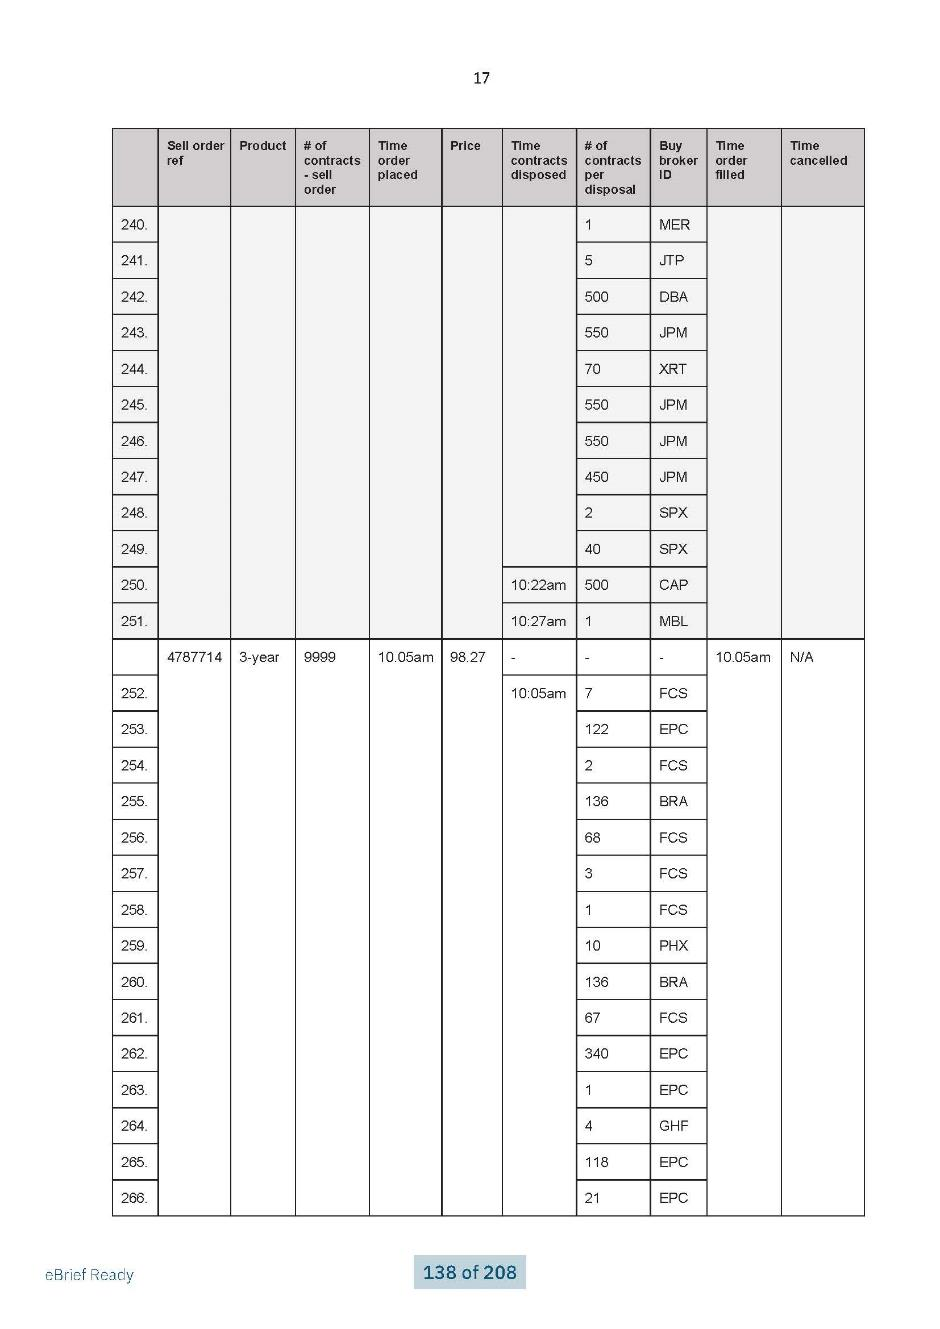 17
Sell order ref Product # of contracts - sell order Time order placed Price Time contracts disposed # of contracts per disposal Buy broker ID Time order filled Time cancelled
240. 1 MER
241. 5 JTP
242. 500 DBA
243. 550 JPM
244. 70 XRT
245. 550 JPM
246. 550 JPM
247. 450 JPM
248. 2 SPX
249. 40 SPX
250. 10:22am 500 CAP
251. 10:27am 1 MBL
4787714 3-year 9999 10.05am 98.27 - - - 10.05am N/A
252. 10:05am 7 FCS
253. 122 EPC
254. 2 FCS
255. 136 BRA
256. 68 FCS
257. 3 FCS
258. 1 FCS
259. 10 PHX
260. 136 BRA
261. 67 FCS
262. 340 EPC
263. 1 EPC
264. 4 GHF
265. 118 EPC
266. 21 EPC
eBrief Ready
138 of 208